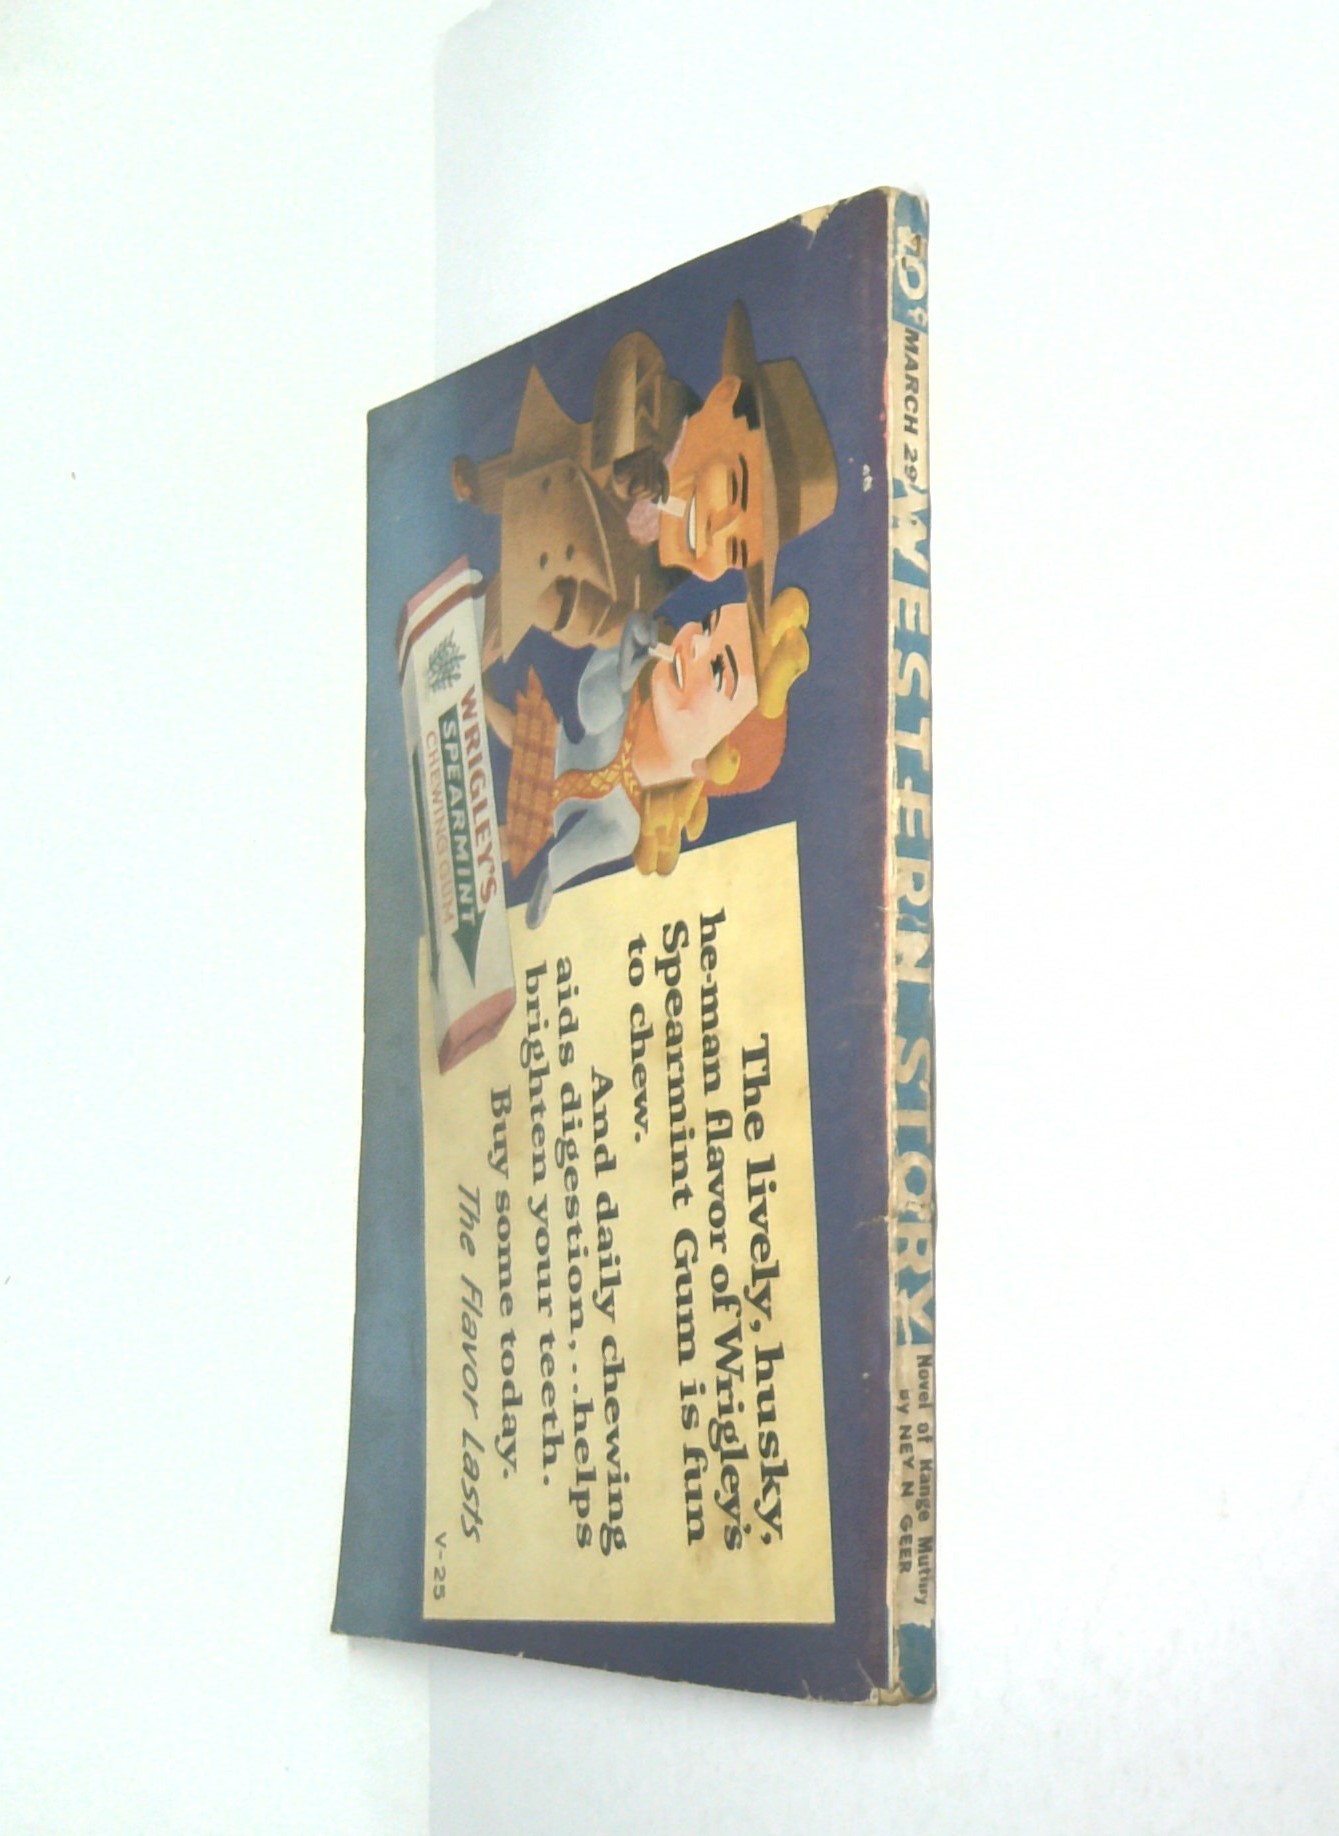 10¢ MARCH 29 WESTERN STORY Novel of Range Mutiny
BY NEY N GEER
The lively, husky,
he-man flavor of Wrigley's
Spearmint Gum is fun
to chew.
And daily chewing
aids digestion,...helps
brighten your teeth.
Buy some today.
The Flavor Lasts
V-25
WRIGLEY'S
SPEARMINT
CHEWING GUM